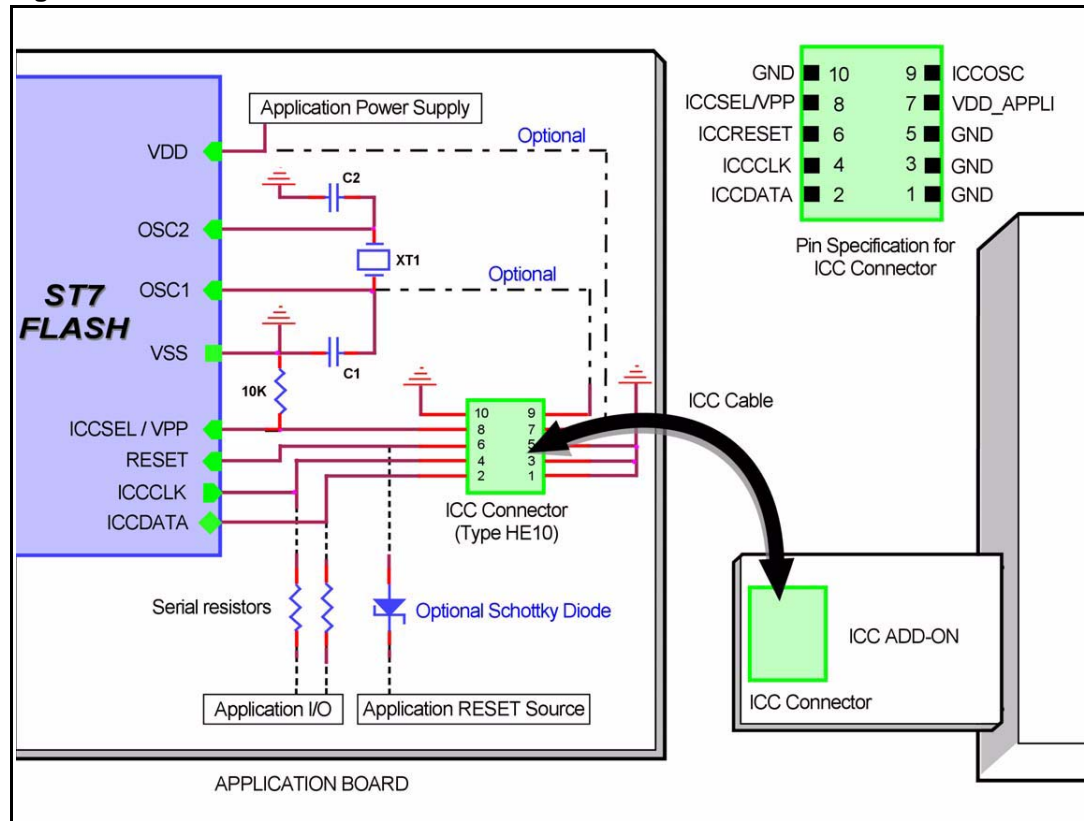 Application Power Supply
Optional
VDD
C2
OSC2
XT1
Optional
OSC1
ST7
FLASH
VSS
C1
10K
ICCSEL / VPP
RESET
ICCCLK
ICCDATA
10 9
8 7
6 5
4 3
2 1
ICC Connector
(Type HE10)
ICC Cable
Serial resistors
Optional Schottky Diode
Application I/O
Application RESET Source
APPLICATION BOARD
GND 10 9 ICCOSC
ICCSEL/VPP 8 7 VDD_APPLI
ICCRESET 6 5 GND
ICCCLK 4 3 GND
ICCDATA 2 1 GND
Pin Specification for
ICC Connector
ICC ADD-ON
ICC Connector